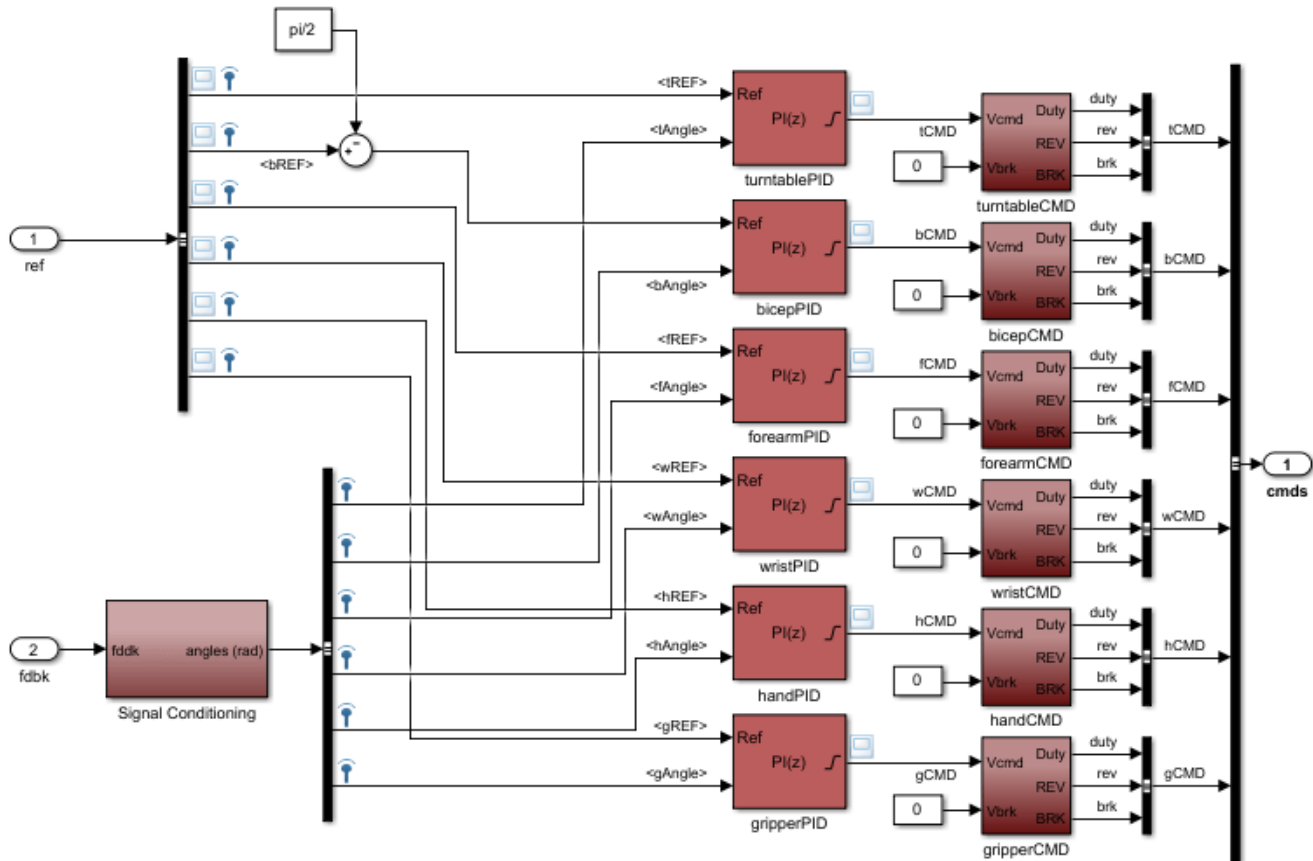 pi/2
<tREF>
<bREF>
1
ref
<tAngle>
Ref
PI(z)
turntablePID
tCMD
0
Vcmd
Vbrk
Duty
REV
BRK
turntableCMD
duty
rev
brk
tCMD
Ref
PI(z)
<bAngle>
bicepPID
bCMD
0
Vcmd
Vbrk
Duty
REV
BRK
bicepCMD
duty
rev
brk
bCMD
<fREF>
<fAngle>
Ref
PI(z)
forearmPID
fCMD
0
Vcmd
Vbrk
Duty
REV
BRK
forearmCMD
duty
rev
brk
fCMD
<wREF>
<wAngle>
Ref
PI(z)
wristPID
wCMD
0
Vcmd
Vbrk
Duty
REV
BRK
wristCMD
duty
rev
brk
wCMD
1
cmds
2
fdbk
fddk
angles (rad)
Signal Conditioning
<hREF>
<hAngle>
Ref
PI(z)
handPID
hCMD
0
Vcmd
Vbrk
Duty
REV
BRK
handCMD
duty
rev
brk
hCMD
<gREF>
<gAngle>
Ref
PI(z)
gripperPID
gCMD
0
Vcmd
Vbrk
Duty
REV
BRK
gripperCMD
duty
rev
brk
gCMD